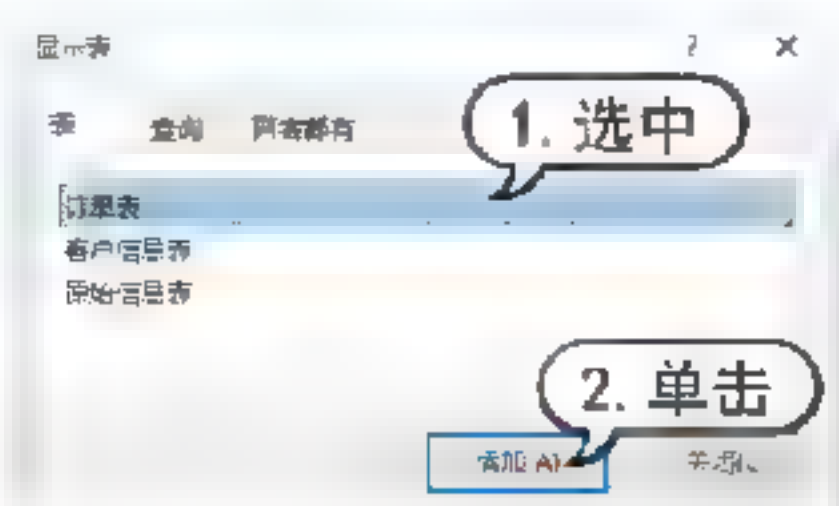 显示表 ? ×
表 查询 两者都有
1. 选中
订单表
客户信息表
原始信息表
2. 单击
添加(A) 关闭(C)